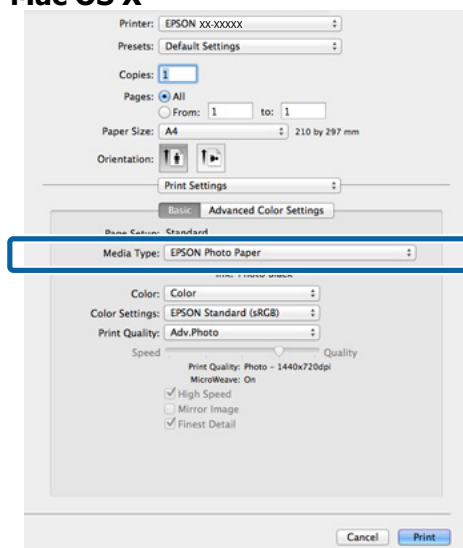 Mac OS X
Printer: EPSON XX-XXXXX
Presets: Default Settings
Copies: 1
Pages: All
From: 1 to: 1
Paper Size: A4 210 by 297 mm
Orientation:
Print Settings
Basic Advanced Color Settings
Page Setup: Standard
Media Type: EPSON Photo Paper
Ink: Photo Black
Color: Color
Color Settings: EPSON Standard (sRGB)
Print Quality: Adv.Photo
Speed Quality
Print Quality: Photo - 1440x720dpi
MicroWeave: On
High Speed
Mirror Image
Finest Detail
Cancel Print